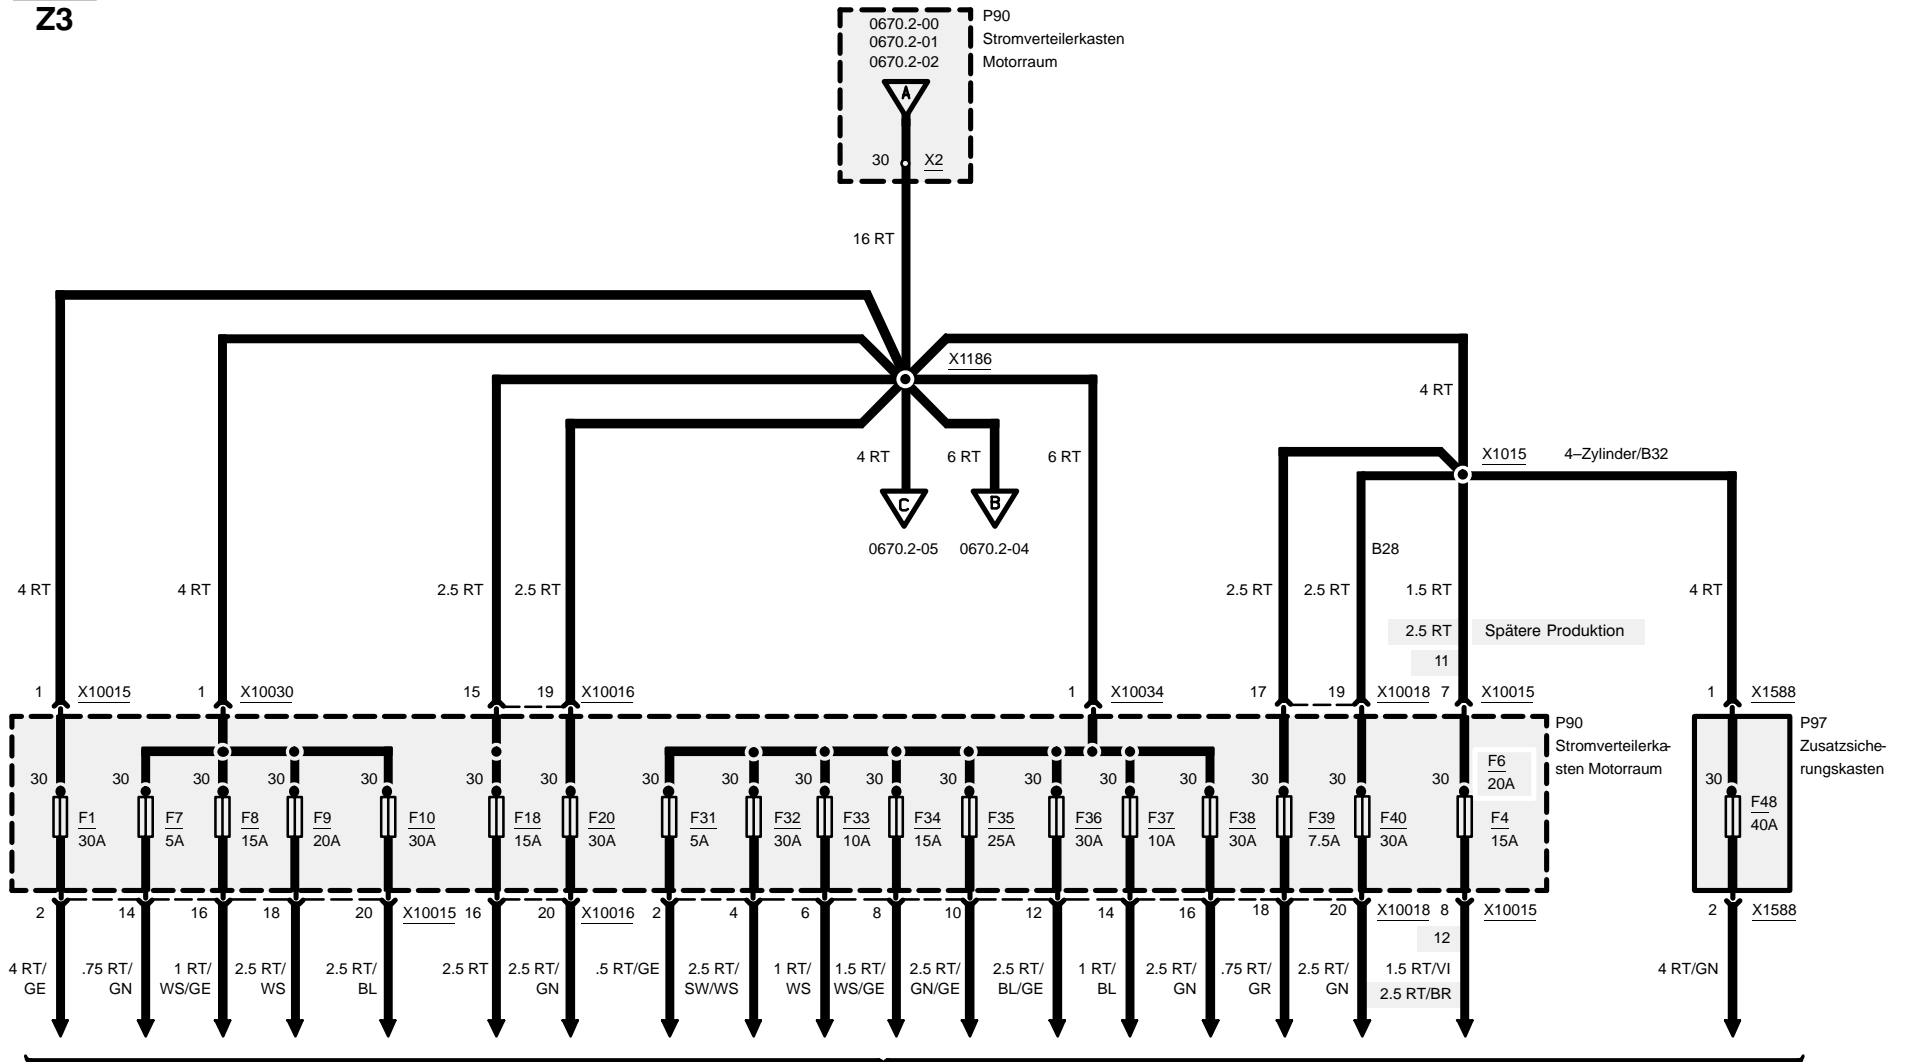 Z3
0670.2-00
0670.2-01
0670.2-02
P90
Stromverteilerkasten
Motorraum
A
30 X2
16 RT
X1186
4 RT
4 RT 6 RT 6 RT
X1015 4–Zylinder/B32
C B
0670.2-05 0670.2-04
B28
4 RT 4 RT 2.5 RT 2.5 RT 2.5 RT 2.5 RT 1.5 RT 4 RT
2.5 RT Spätere Produktion
11
1 X10015 1 X10030 15 19 X10016 1 X10034 17 19 X10018 7 X10015 1 X1588
P90
Stromverteilerka-
sten Motorraum
P97
Zusatzsiche-
rungskasten
F6
20A
30 30 30 30 30 30 30 30 30 30 30 30 30 30 30 30 30 30 30
F1 F7 F8 F9 F10 F18 F20 F31 F32 F33 F34 F35 F36 F37 F38 F39 F40 F4 F48
30A 5A 15A 20A 30A 15A 30A 5A 30A 10A 15A 25A 30A 10A 30A 7.5A 30A 15A 40A
2 14 16 18 20 X10015 16 20 X10016 2 4 6 8 10 12 14 16 18 20 X10018 8 X10015 2 X1588
12
4 RT/ .75 RT/ 1 RT/ 2.5 RT/ 2.5 RT/ 2.5 RT 2.5 RT/ .5 RT/GE 2.5 RT/ 1 RT/ 1.5 RT/ 2.5 RT/ 2.5 RT/ 1 RT/ 2.5 RT/ .75 RT/ 2.5 RT/ 1.5 RT/VI 4 RT/GN
GE GN WS/GE WS BL GN SW/WS WS WS/GE GN/GE BL/GE BL GN GR GN 2.5 RT/BR